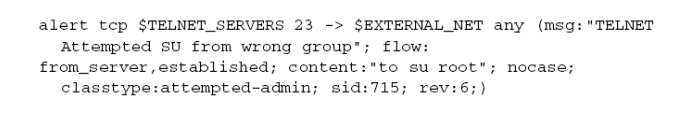 alert tcp $TELNET_SERVERS 23 -> $EXTERNAL_NET any (msg:"TELNET
Attempted SU from wrong group"; flow:
from_server,established; content:"to su root"; nocase;
classtype:attempted-admin; sid:715; rev:6;)